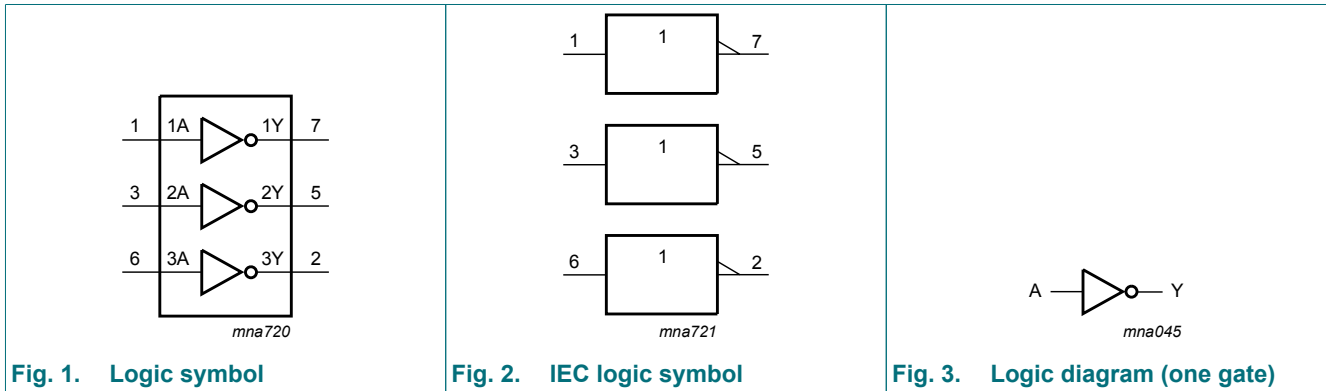 1 1A 1Y 7
3 2A 2Y 5
6 3A 3Y 2
mna720
Fig. 1. Logic symbol
1 1 7
3 1 5
6 1 2
mna721
Fig. 2. IEC logic symbol
A Y
mna045
Fig. 3. Logic diagram (one gate)